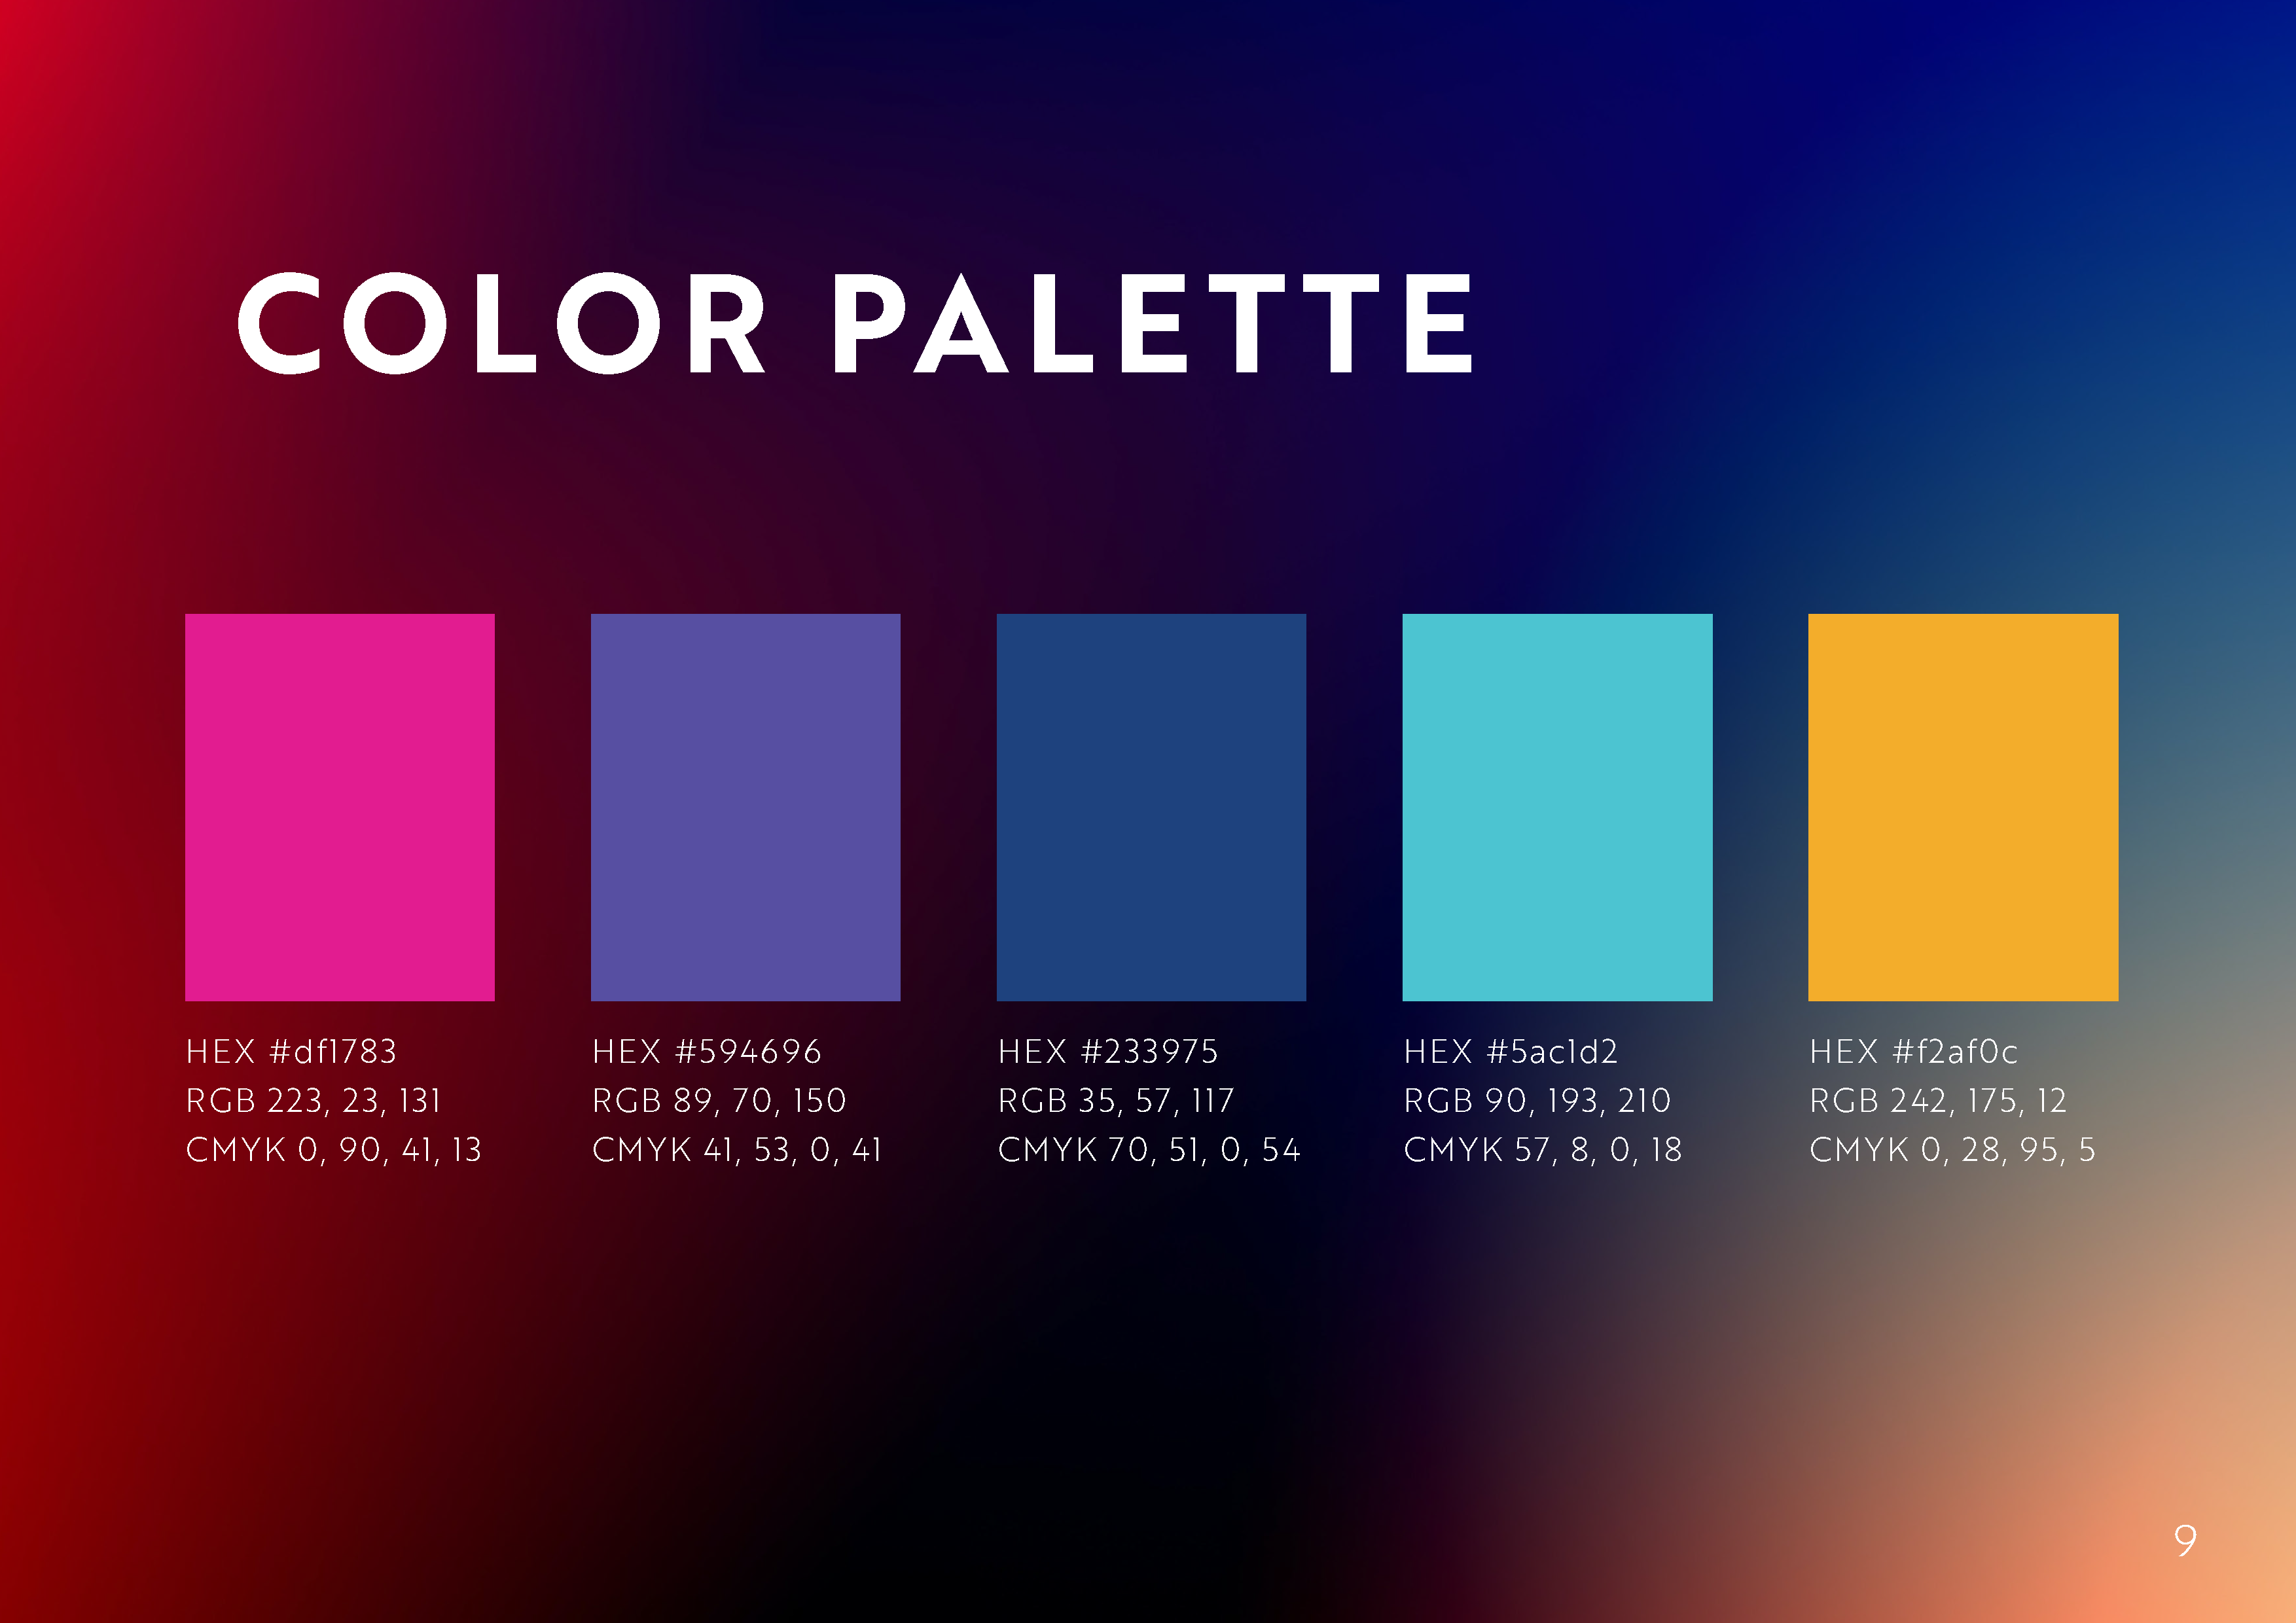 COLOR PALETTE
HEX #df1783
RGB 223, 23, 131
CMYK 0, 90, 41, 13
HEX #594696
RGB 89, 70, 150
CMYK 41, 53, 0, 41
HEX #233975
RGB 35, 57, 117
CMYK 70, 51, 0, 54
HEX #5ac1d2
RGB 90, 193, 210
CMYK 57, 8, 0, 18
HEX #f2af0c
RGB 242, 175, 12
CMYK 0, 28, 95, 5
9